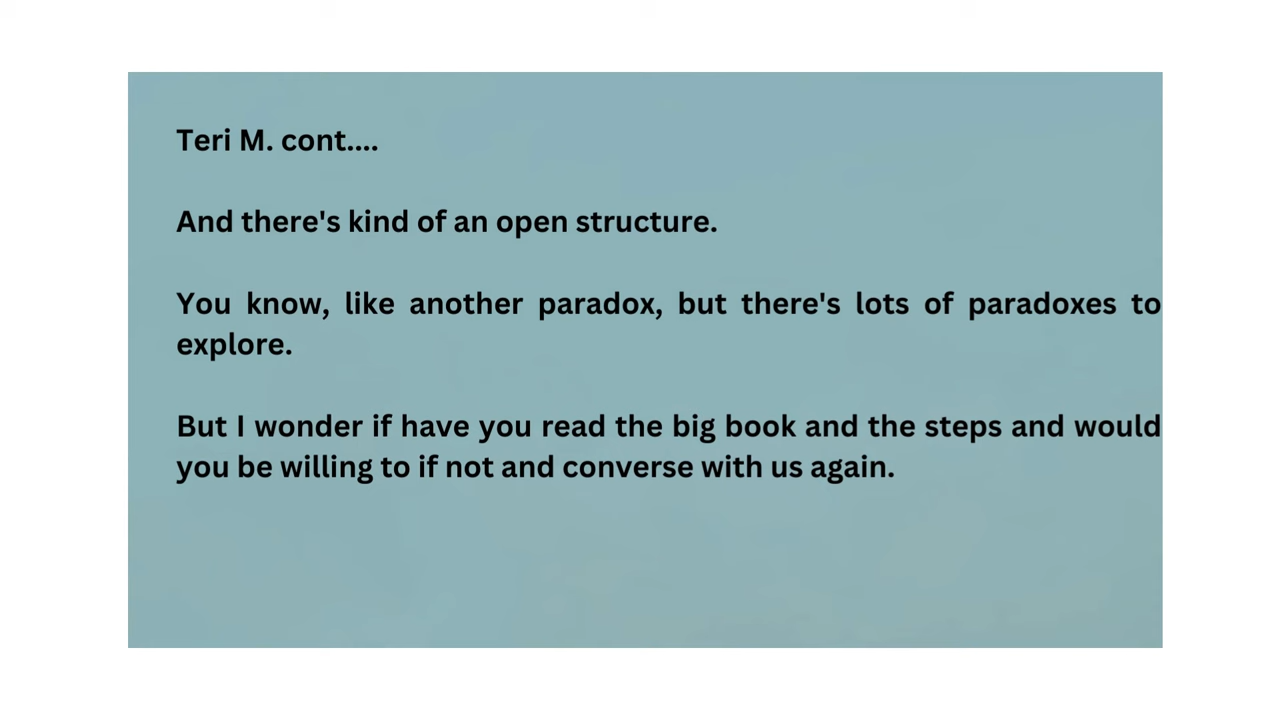 Teri M. cont....
And there's kind of an open structure.
You know, like another paradox, but there's lots of paradoxes to
explore.
But I wonder if have you read the big book and the steps and would
you be willing to if not and converse with us again.